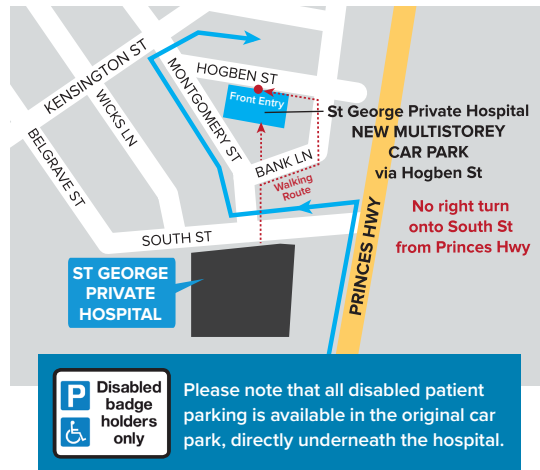 KENSINGTON ST
WICKS LN
BELGRAVE ST
MONTGOMERY ST
HOGBEN ST
Front Entry
BANK LN
Walking
Route
SOUTH ST
PRINCES HWY
St George Private Hospital
NEW MULTISTOREY
CAR PARK
via Hogben St
No right turn
onto South St
from Princes Hwy
ST GEORGE
PRIVATE
HOSPITAL
P
Disabled
badge
holders
only
Please note that all disabled patient
parking is available in the original car
park, directly underneath the hospital.